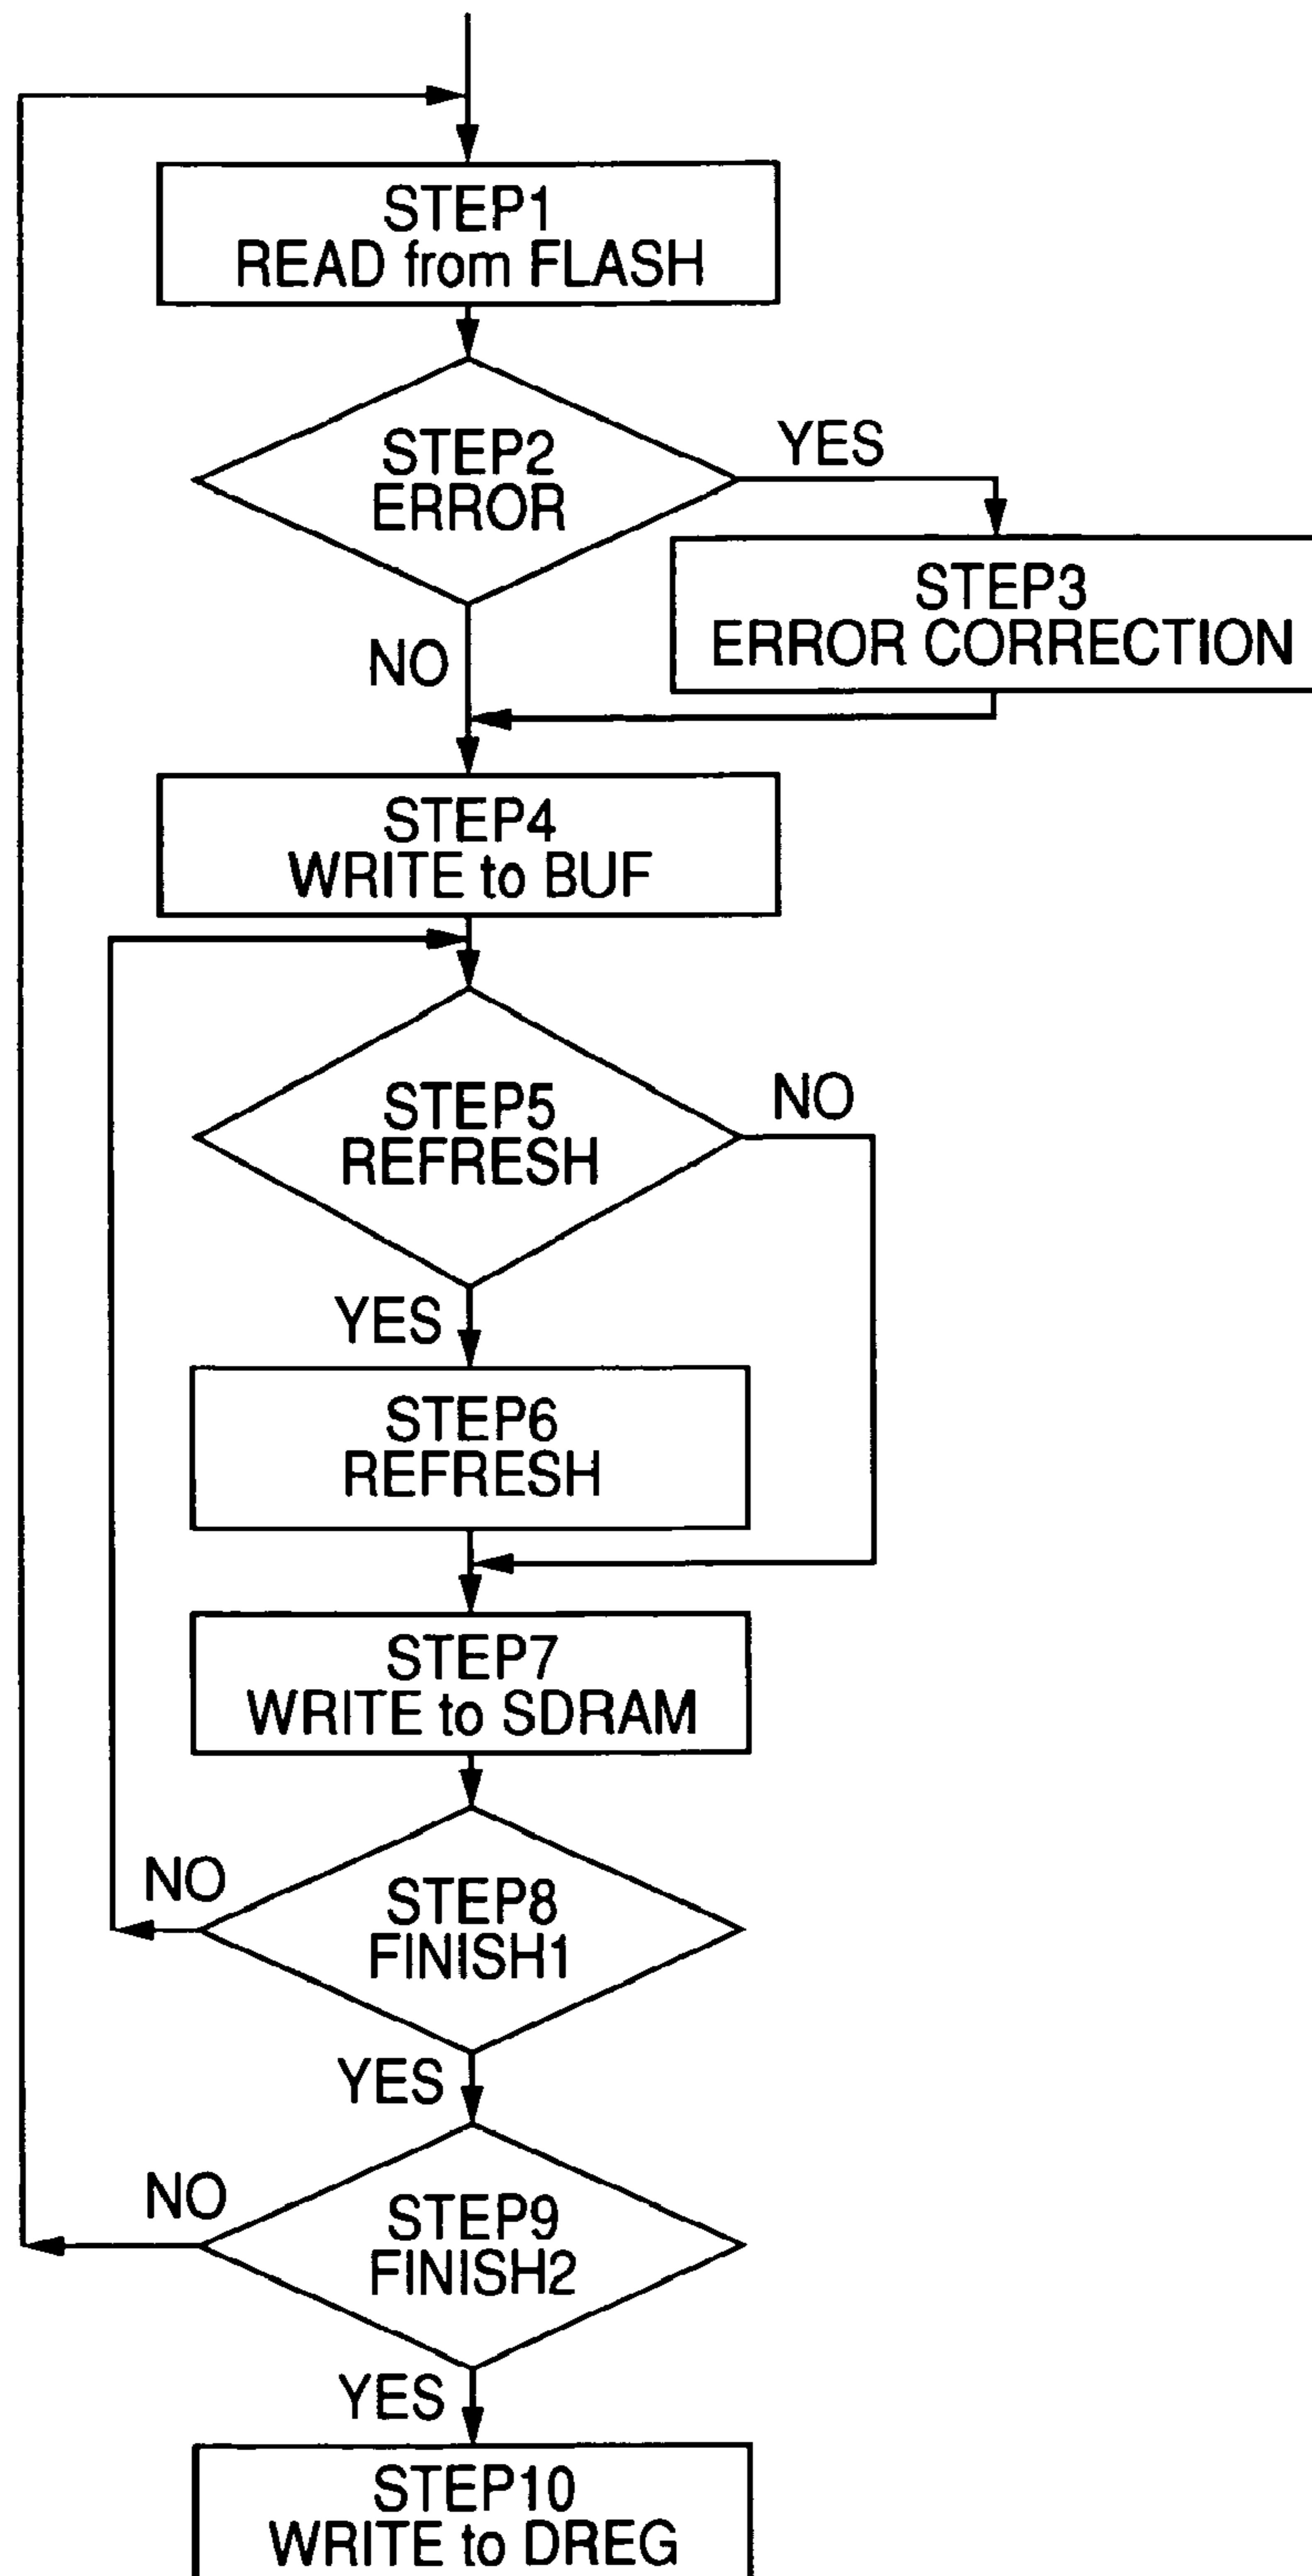 STEP1
READ from FLASH
STEP2
ERROR
YES
STEP3
ERROR CORRECTION
NO
STEP4
WRITE to BUF
STEP5
REFRESH
NO
YES
STEP6
REFRESH
STEP7
WRITE to SDRAM
NO
STEP8
FINISH1
YES
NO
STEP9
FINISH2
YES
STEP10
WRITE to DREG